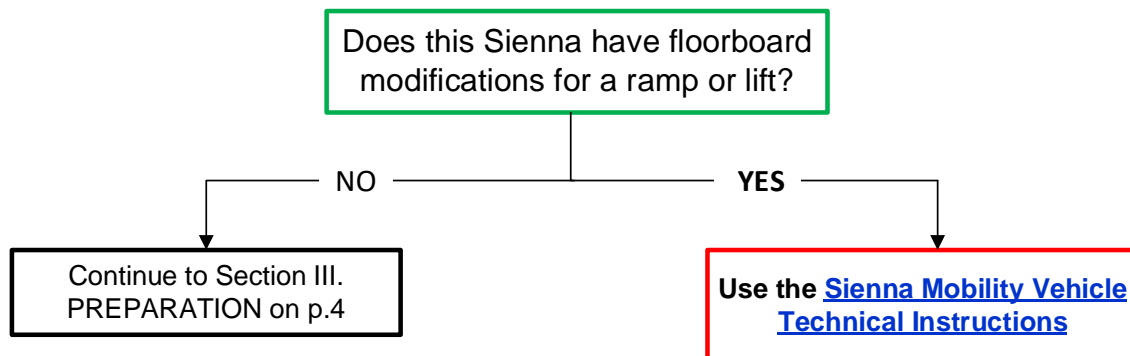 Does this Sienna have floorboard
modifications for a ramp or lift?
NO
YES
Continue to Section III.
PREPARATION on p.4
Use the Sienna Mobility Vehicle
Technical Instructions